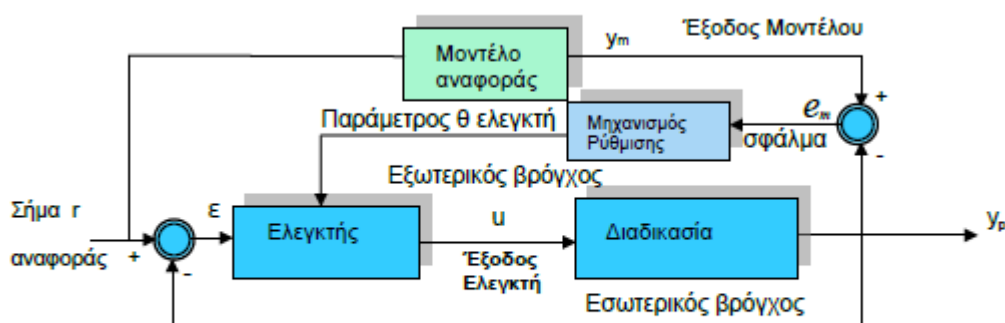 yₘ
Έξοδος Μοντέλου
Μοντέλο
αναφοράς
+
eₘ
Παράμετρος θ ελεγκτή
Μηχανισμός
Ρύθμισης
σφάλμα
-
Εξωτερικός βρόγχος
Σήμα r
ε
Ελεγκτής
u
Διαδικασία
yₚ
αναφοράς
+
-
Έξοδος
Ελεγκτή
Εσωτερικός βρόγχος